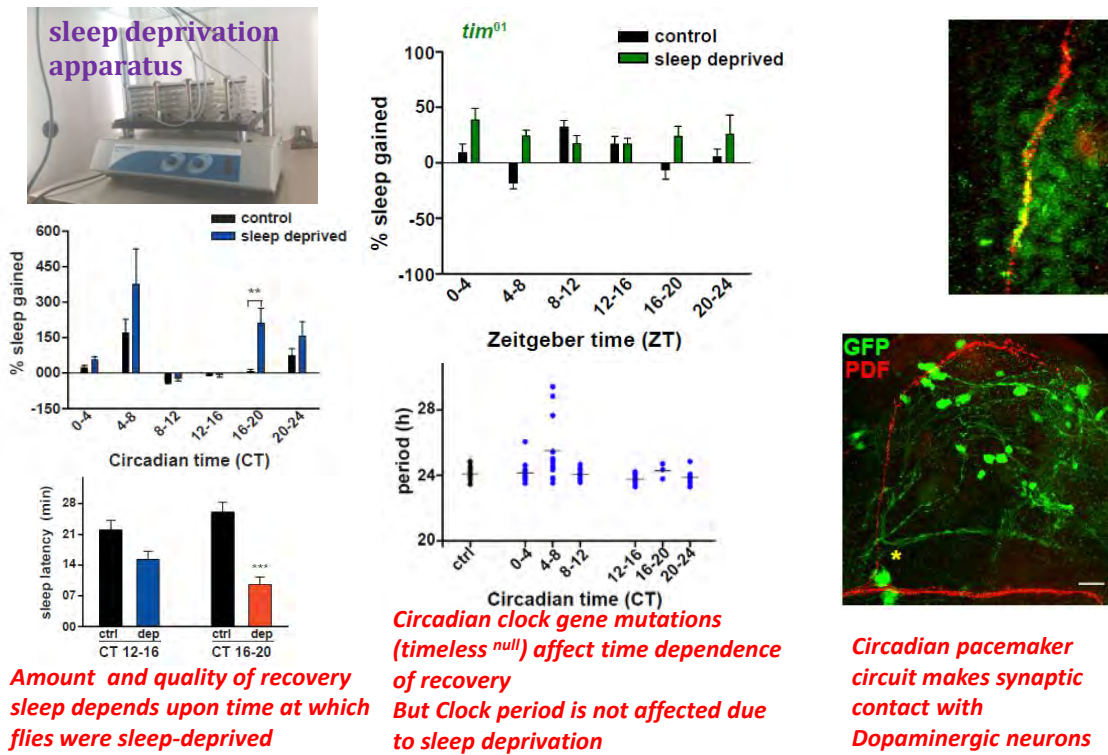 sleep deprivation
apparatus
control
sleep deprived
% sleep gained
600
450
300
150
000
-150
0-4
4-8
8-12
12-16
16-20
20-24
**
Circadian time (CT)
sleep latency (min)
28
21
14
07
00
***
ctrl dep ctrl dep
CT 12-16 CT 16-20
Amount and quality of recovery
sleep depends upon time at which
flies were sleep-deprived
tim01
control
sleep deprived
% sleep gained
100
50
0
-50
-100
0-4
4-8
8-12
12-16
16-20
20-24
Zeitgeber time (ZT)
period (h)
28
24
20
ctrl
0-4
4-8
8-12
12-16
16-20
20-24
Circadian time (CT)
Circadian clock gene mutations
(timeless null) affect time dependence
of recovery
But Clock period is not affected due
to sleep deprivation
GFP
PDF
*
Circadian pacemaker
circuit makes synaptic
contact with
Dopaminergic neurons